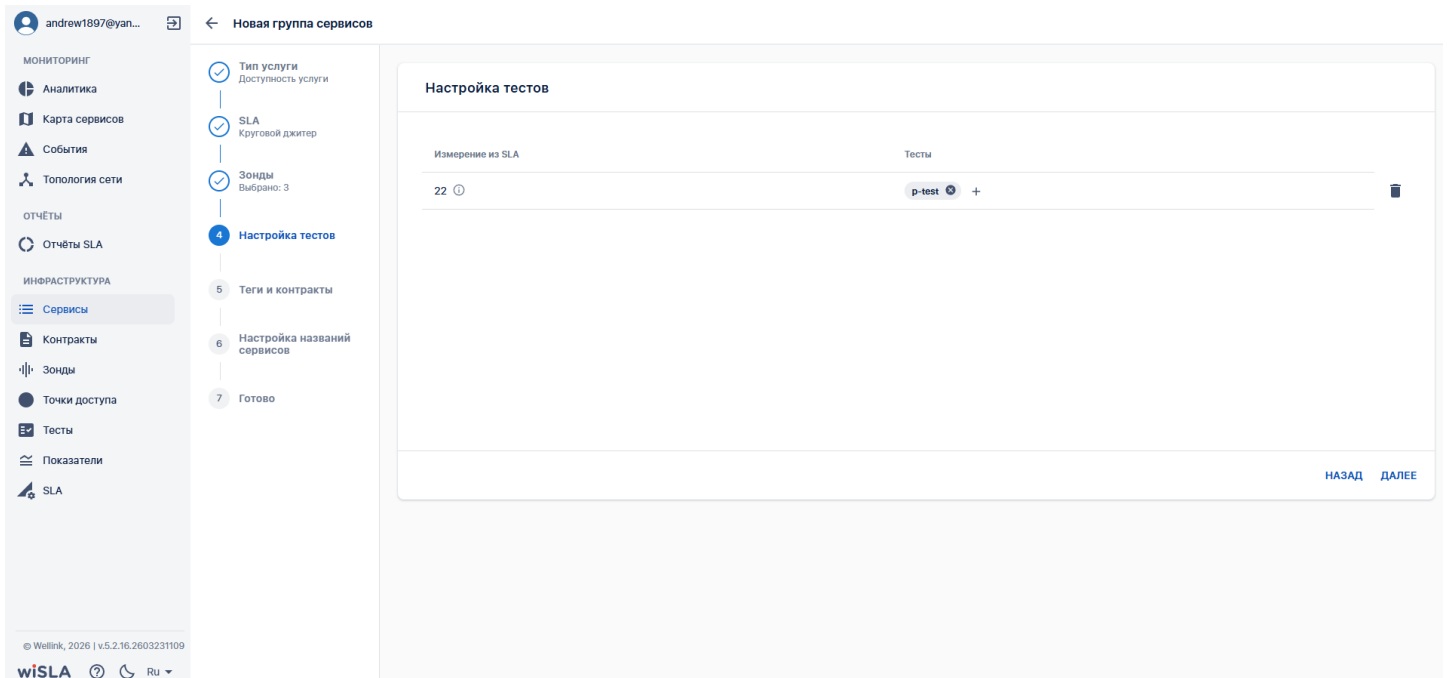 andrew1897@yan...
МОНИТОРИНГ
Аналитика
Карта сервисов
События
Топология сети
ОТЧЁТЫ
Отчёты SLA
ИНФРАСТРУКТУРА
Сервисы
Контракты
Зонды
Точки доступа
Тесты
Показатели
SLA
© Wellink, 2026 | v.5.2.16.2603231109
wiSLA
Ru
Новая группа сервисов
Тип услуги
Доступность услуги
SLA
Круговой джитер
Зонды
Выбрано: 3
4 Настройка тестов
5 Теги и контракты
6 Настройка названий
сервисов
7 Готово
Настройка тестов
Измерение из SLA Тесты
22 p-test +
НАЗАД ДАЛЕЕ